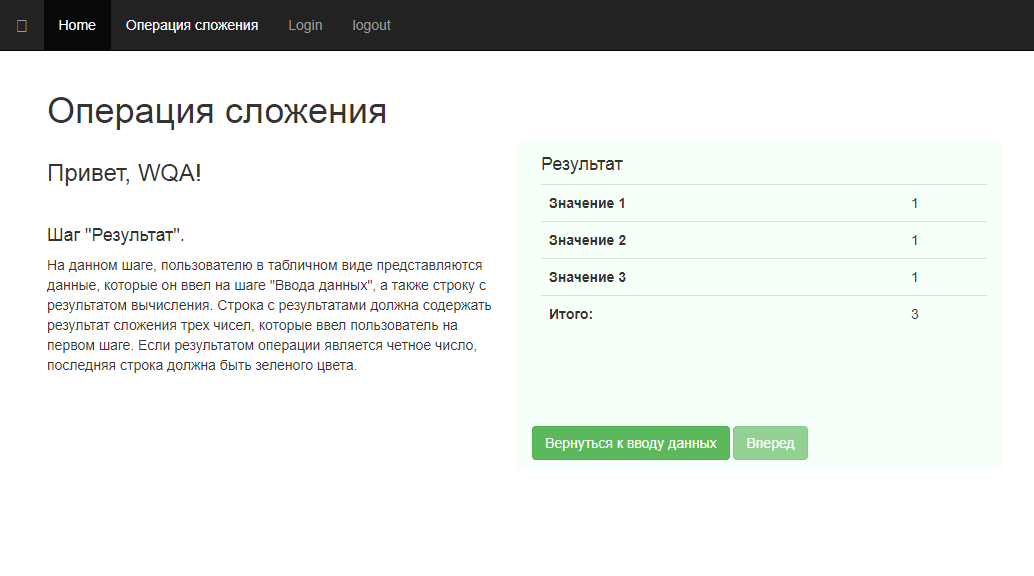 Home Операция сложения Login logout
Операция сложения
Привет, WQA!
Шаг "Результат".
На данном шаге, пользователю в табличном виде представляются
данные, которые он ввел на шаге "Ввода данных", а также строку с
результатом вычисления. Строка с результатами должна содержать
результат сложения трех чисел, которые ввел пользователь на
первом шаге. Если результатом операции является четное число,
последняя строка должна быть зеленого цвета.
Результат
Значение 1 1
Значение 2 1
Значение 3 1
Итого: 3
Вернуться к вводу данных Вперед